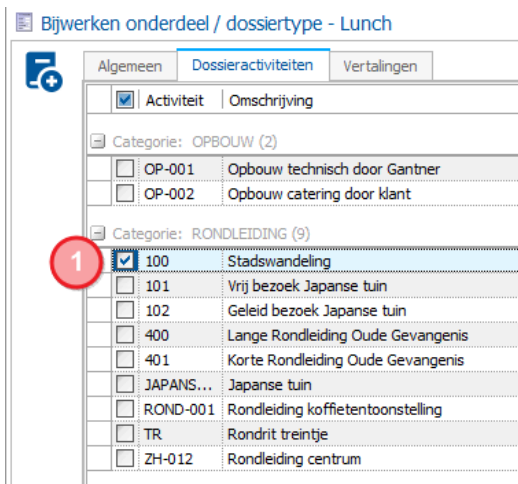 Bijwerken onderdeel / dossiertype - Lunch
Algemeen Dossieractiviteiten Vertalingen
Activiteit Omschrijving
Categorie: OPBOUW (2)
OP-001 Opbouw technisch door Gantner
OP-002 Opbouw catering door klant
Categorie: RONDLEIDING (9)
1 100 Stadswandeling
101 Vrij bezoek Japanse tuin
102 Geleid bezoek Japanse tuin
400 Lange Rondleiding Oude Gevangenis
401 Korte Rondleiding Oude Gevangenis
JAPANS... Japanse tuin
ROND-001 Rondleiding koffietentoonstelling
TR Rondrit treintje
ZH-012 Rondleiding centrum